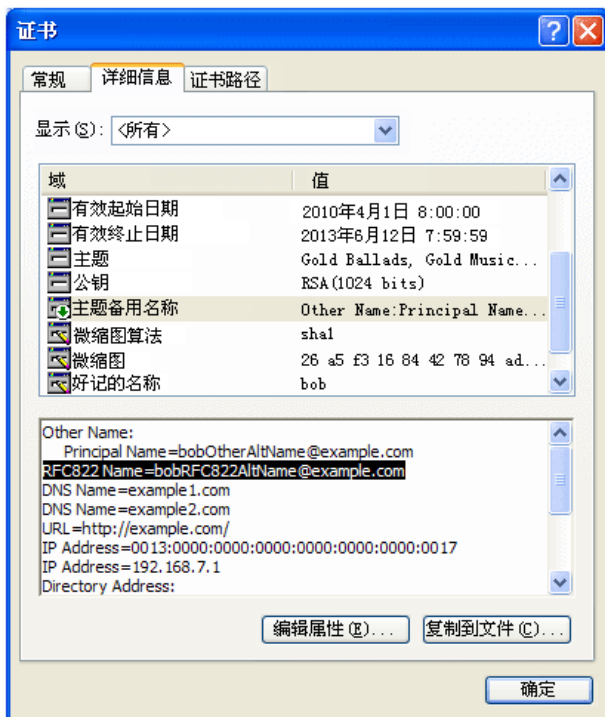 证书
常规 详细信息 证书路径
显示(S): <所有>
域 值
有效起始日期 2010年4月1日 8:00:00
有效终止日期 2013年6月12日 7:59:59
主题 Gold Ballads, Gold Music...
公钥 RSA(1024 bits)
主题备用名称 Other Name:Principal Name...
微缩图算法 sha1
微缩图 26 a5 f3 16 84 42 78 94 ad...
好记的名称 bob
Other Name:
Principal Name=bobOtherAltName@example.com
RFC822 Name=bobRFC822AltName@example.com
DNS Name=example1.com
DNS Name=example2.com
URL=http://example.com/
IP Address=0013:0000:0000:0000:0000:0000:0000:0017
IP Address=192.168.7.1
Directory Address:
编辑属性(E)... 复制到文件(C)...
确定